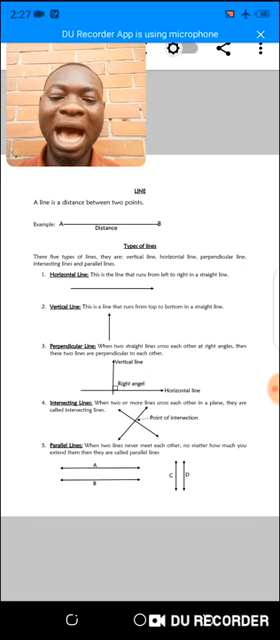 2:27
DU Recorder App is using microphone
LINE
A line is a distance between two points.
Example: A B
Distance
Types of lines
There five types of lines, they are: vertical line, horizontal line, perpendicular line,
intersecting lines and parallel lines.
1. Horizontal Line: This is the line that runs from left to right in a straight line.
2. Vertical Line: This is a line that runs from top to bottom in a straight line.
3. Perpendicular Line: When two straight lines cross each other at right angles, then
these two lines are perpendicular to each other.
Vertical line
Right angel
Horizontal line
4. Intersecting Lines: When two or more lines cross each other in a plane, they are
called intersecting lines.
Point of intersection
5. Parallel Lines: When two lines never meet each other, no matter how much you
extend them then they are called parallel lines
A
B
C D
DU RECORDER